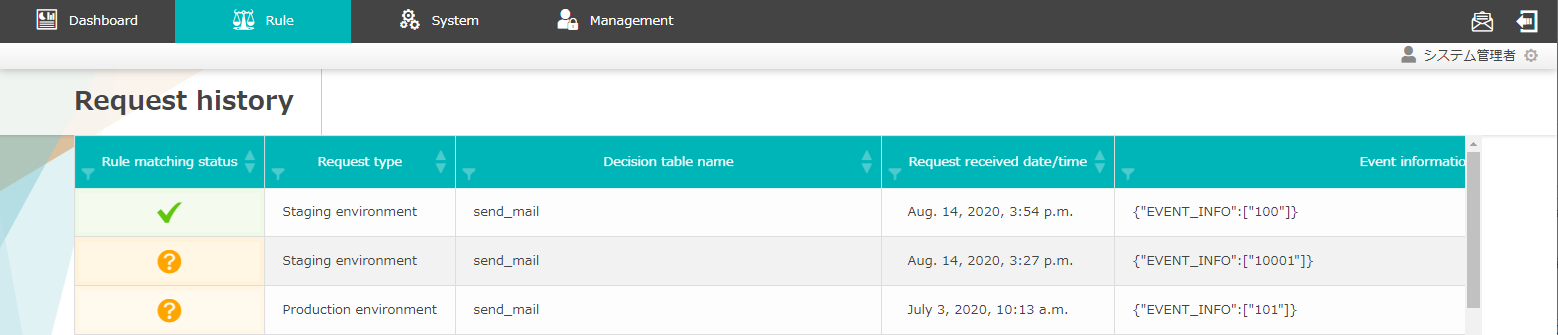 Dashboard Rule System Management
システム管理者
Request history
Rule matching status Request type Decision table name Request received date/time Event informatio
Staging environment send_mail Aug. 14, 2020, 3:54 p.m. {"EVENT_INFO":["100"]}
Staging environment send_mail Aug. 14, 2020, 3:27 p.m. {"EVENT_INFO":["10001"]}
Production environment send_mail July 3, 2020, 10:13 a.m. {"EVENT_INFO":["101"]}